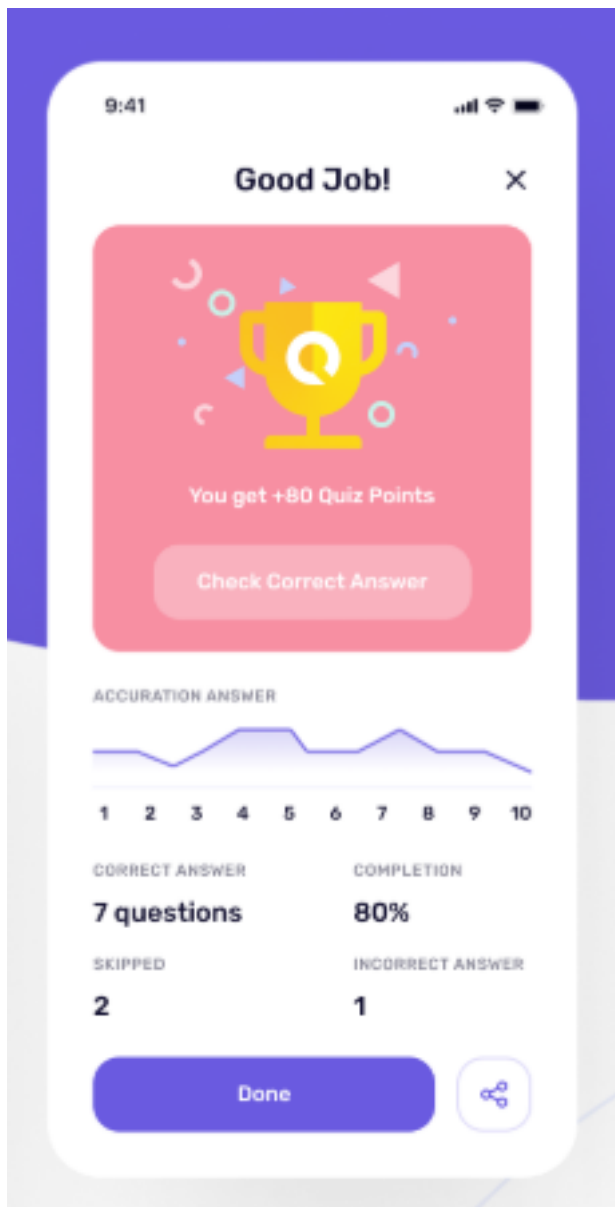 9:41
Good Job!
You get +80 Quiz Points
Check Correct Answer
ACCURATION ANSWER
1 2 3 4 5 6 7 8 9 10
CORRECT ANSWER COMPLETION
7 questions 80%
SKIPPED INCORRECT ANSWER
2 1
Done